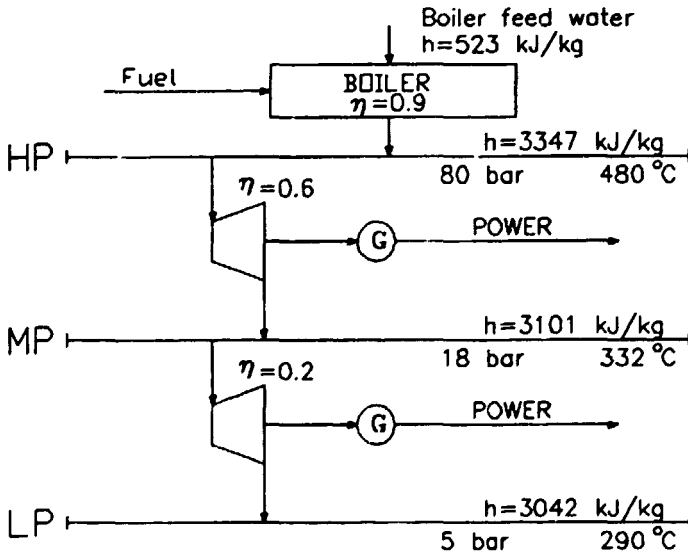 Boiler feed water
h=523 kJ/kg
Fuel
BOILER
η=0.9
HP
h=3347 kJ/kg
80 bar 480 °C
η=0.6
G
POWER
MP
h=3101 kJ/kg
18 bar 332 °C
η=0.2
G
POWER
LP
h=3042 kJ/kg
5 bar 290 °C